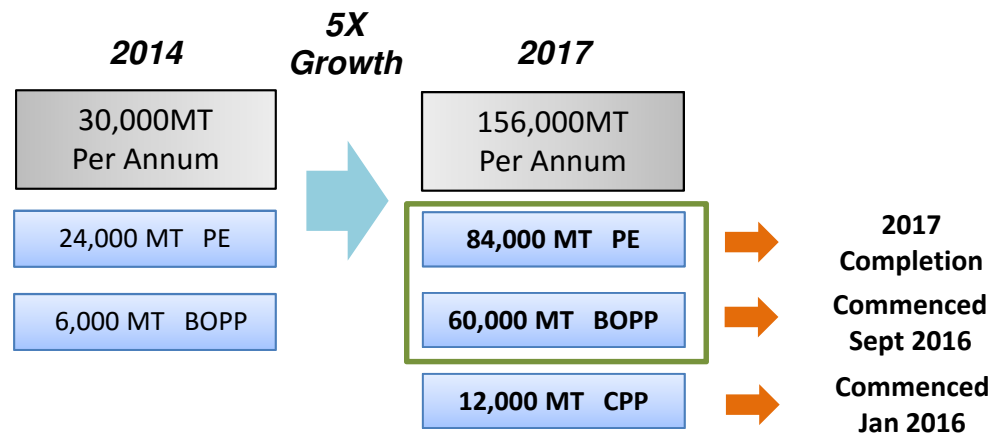 2014
5X
Growth
2017
30,000MT
Per Annum
156,000MT
Per Annum
24,000 MT PE
84,000 MT PE
2017
Completion
6,000 MT BOPP
60,000 MT BOPP
Commenced
Sept 2016
12,000 MT CPP
Commenced
Jan 2016